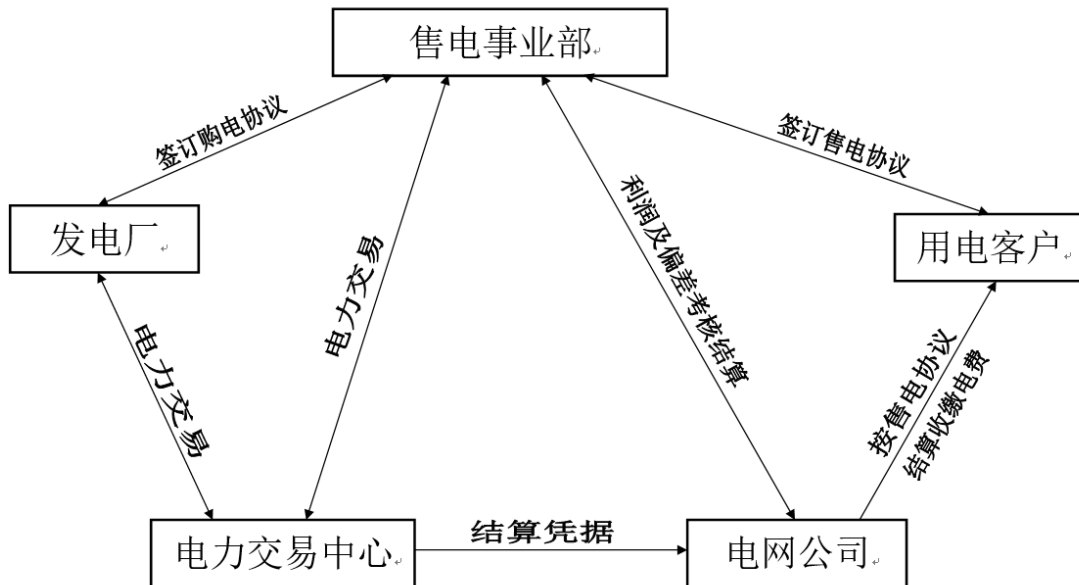 售电事业部
签订购电协议
签订售电协议
发电厂
电力交易
利润及偏差考核结算
用电客户
电力交易
按售电协议
结算收缴电费
电力交易中心
结算凭据
电网公司